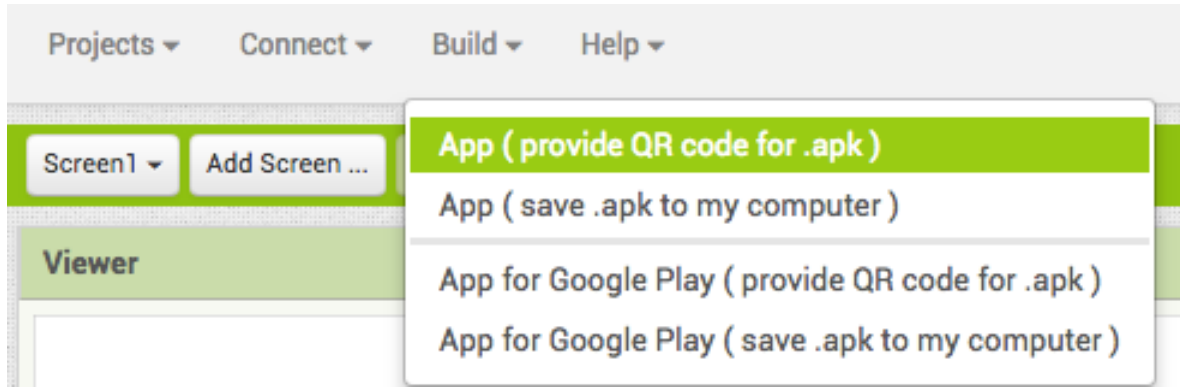 Projects Connect Build Help
Screen1 Add Screen ...
App ( provide QR code for .apk )
App ( save .apk to my computer )
Viewer
App for Google Play ( provide QR code for .apk )
App for Google Play ( save .apk to my computer )